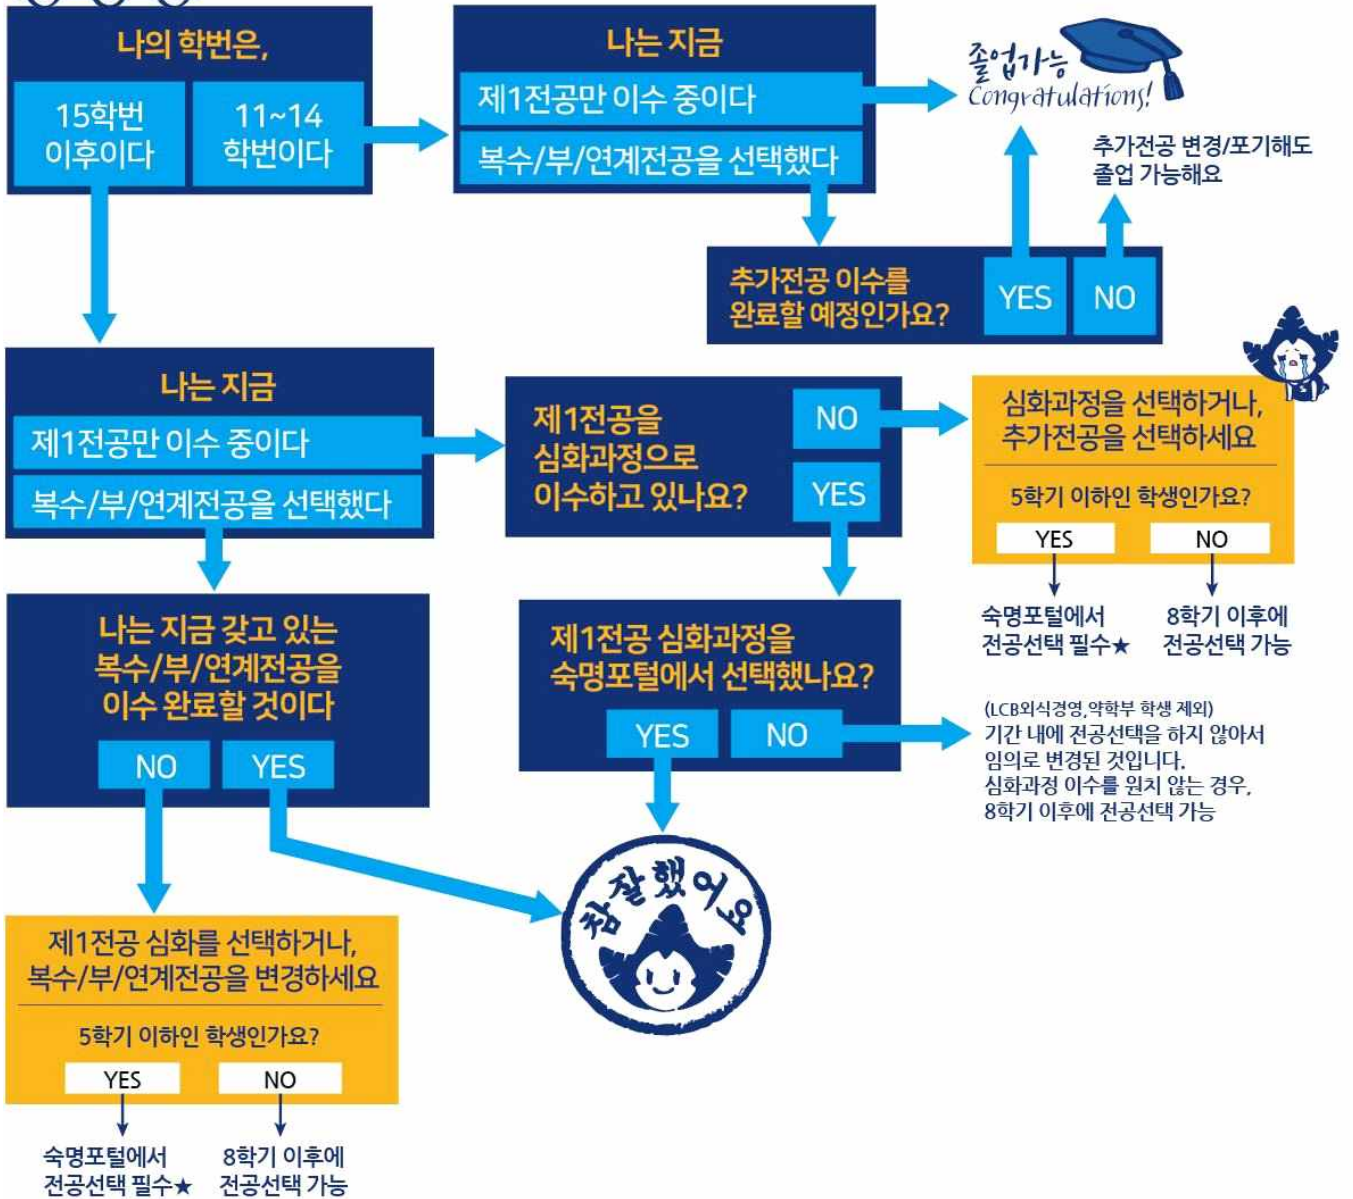 나의 학번은,
15학번
이후이다
11~14
학번이다
나는 지금
제1전공만 이수 중이다
복수/부/연계전공을 선택했다
졸업가능
Congratulations!
추가전공 변경/포기해도
졸업 가능해요
추가전공 이수를
완료할 예정인가요?
YES
NO
나는 지금
제1전공만 이수 중이다
복수/부/연계전공을 선택했다
제1전공을
심화과정으로
이수하고 있나요?
NO
YES
심화과정을 선택하거나,
추가전공을 선택하세요
5학기 이하인 학생인가요?
YES
NO
숙명포털에서
전공선택 필수★
8학기 이후에
전공선택 가능
나는 지금 갖고 있는
복수/부/연계전공을
이수 완료할 것이다
NO
YES
제1전공 심화과정을
숙명포털에서 선택했나요?
YES
NO
(LCB외식경영,약학부 학생 제외)
기간 내에 전공선택을 하지 않아서
임의로 변경된 것입니다.
심화과정 이수를 원치 않는 경우,
8학기 이후에 전공선택 가능
참잘했어요
제1전공 심화를 선택하거나,
복수/부/연계전공을 변경하세요
5학기 이하인 학생인가요?
YES
NO
숙명포털에서
전공선택 필수★
8학기 이후에
전공선택 가능